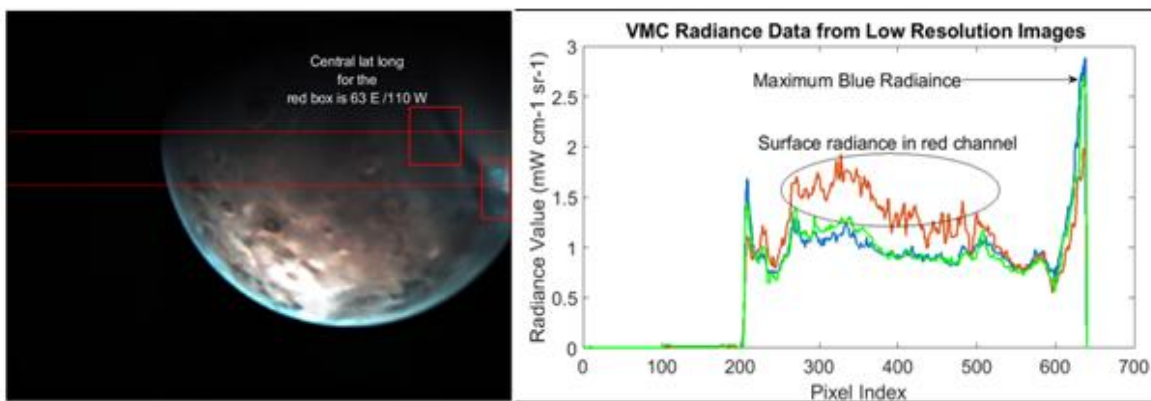 Central lat long
for the
red box is 63 E /110 W
VMC Radiance Data from Low Resolution Images
Maximum Blue Radiaince
Surface radiance in red channel
Radiance Value (mW cm-1 sr-1)
3
2.5
2
1.5
1
0.5
0
0 100 200 300 400 500 600 700
Pixel Index